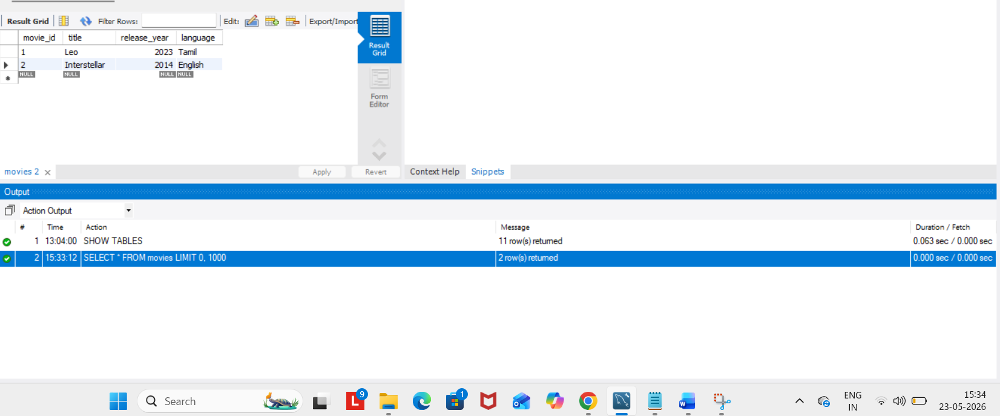 Result Grid Filter Rows: Edit: Export/Import
movie_id title release_year language
1 Leo 2023 Tamil
2 Interstellar 2014 English
NULL NULL NULL NULL
Result
Grid
Form
Editor
movies 2 Apply Revert Context Help Snippets
Output
Action Output
# Time Action Message Duration / Fetch
1 13:04:00 SHOW TABLES 11 row(s) returned 0.063 sec / 0.000 sec
2 15:33:12 SELECT * FROM movies LIMIT 0, 1000 2 row(s) returned 0.000 sec / 0.000 sec
Search L 9 1 W
ENG
IN
15:34
23-05-2026